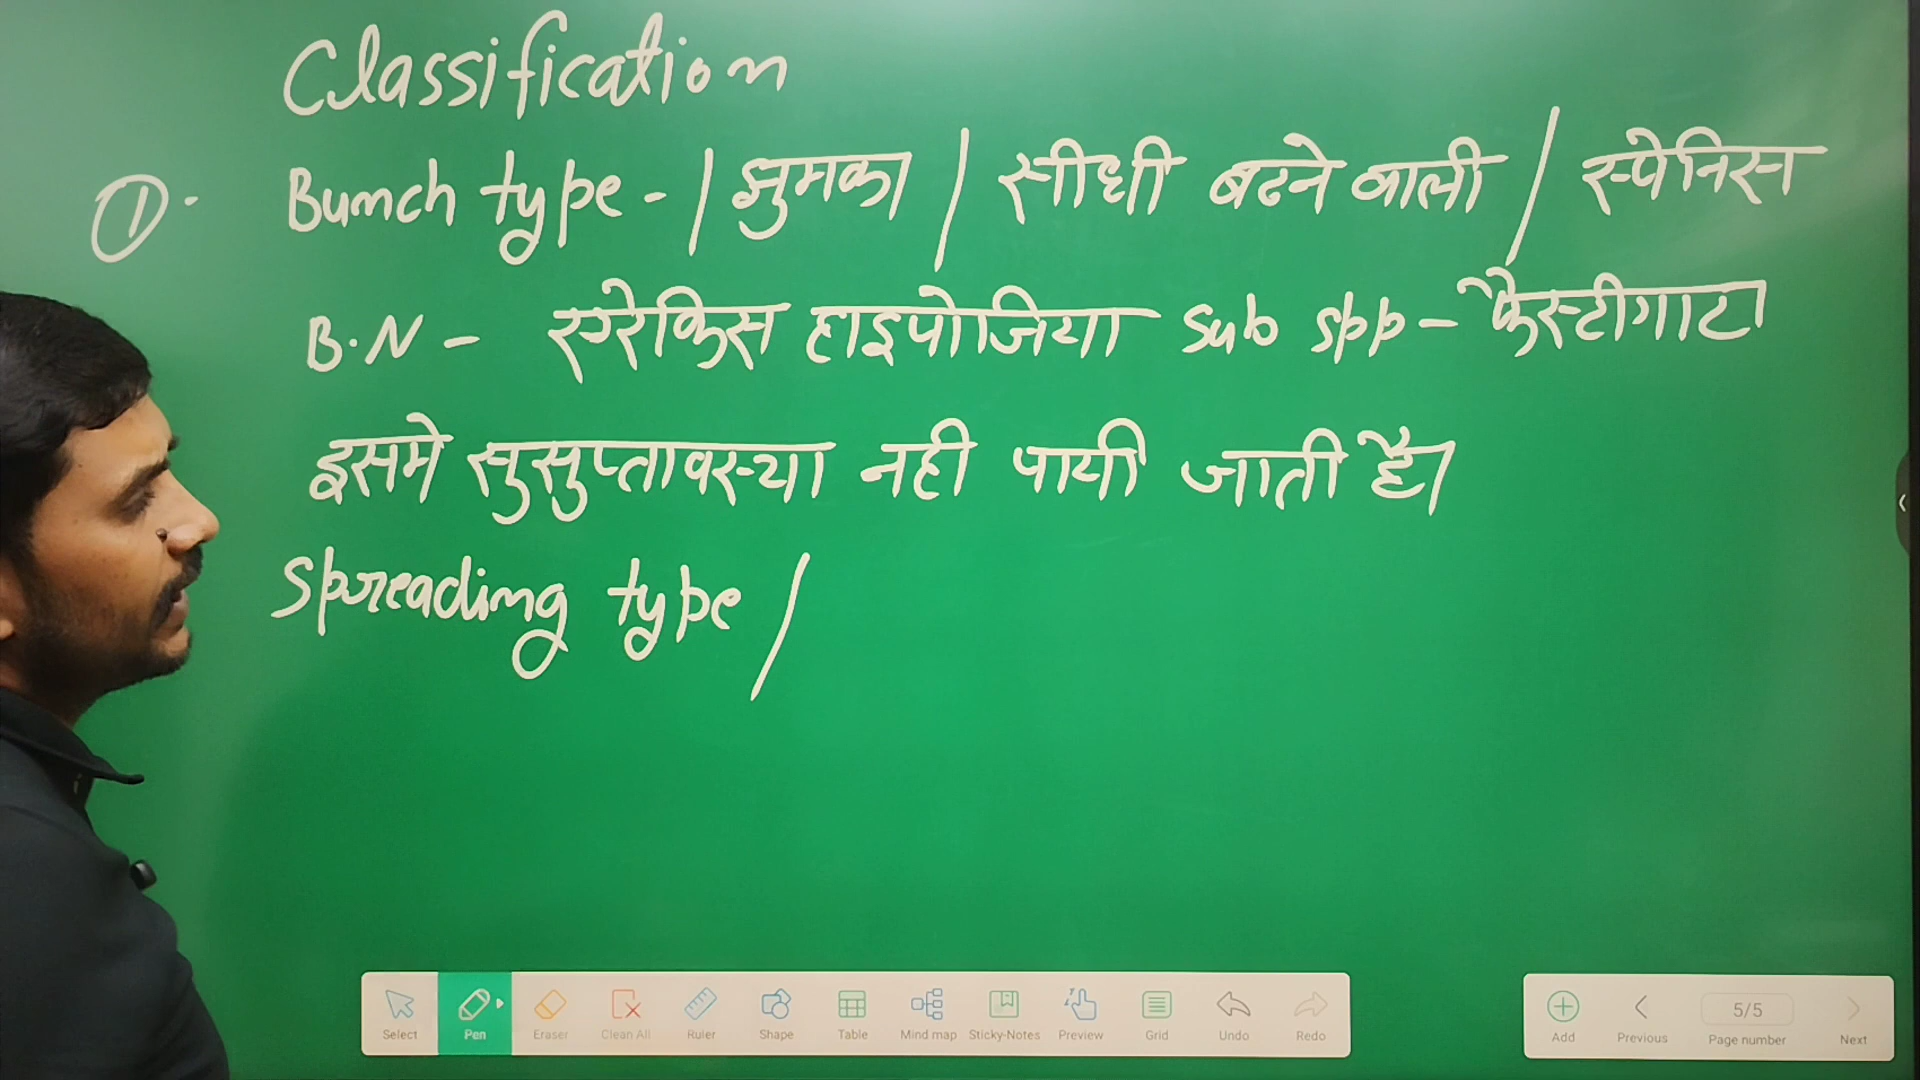 Classification
①. Bunch type - | झुमका | सीधी बढने वाली / स्पेनिस
B.N - एरेकिस हाइपोजिया Sub spp - फैस्टीगाटा
इसमे सुसुप्तावस्था नही पायी जाती है।
Spreading type /
Select Pen Eraser Clean All Ruler Shape Table Mind map Sticky-Notes Preview Grid Undo Redo
Add Previous 5/5 Page number Next